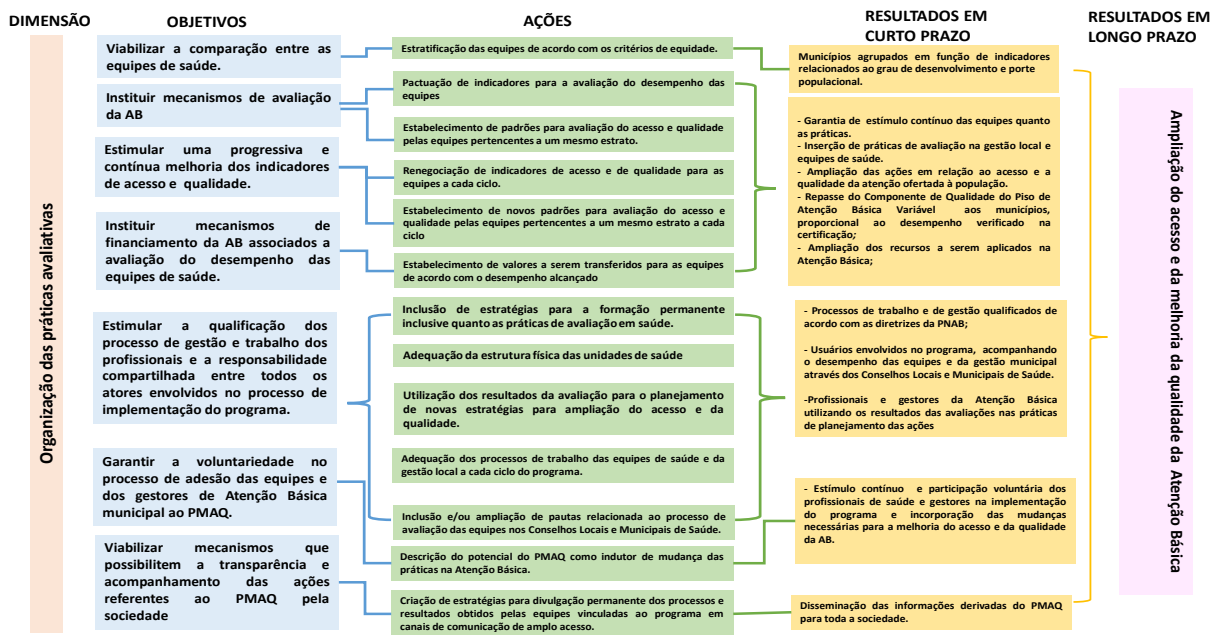 DIMENSÃO
OBJETIVOS
AÇÕES
RESULTADOS EM
CURTO PRAZO
RESULTADOS EM
LONGO PRAZO
Organização das práticas avaliativas
Viabilizar a comparação entre as
equipes de saúde.
Instituir mecanismos de avaliação
da AB
Estimular uma progressiva e
contínua melhoria dos indicadores
de acesso e qualidade.
Instituir mecanismos de
financiamento da AB associados a
avaliação do desempenho das
equipes de saúde.
Estimular a qualificação dos
processo de gestão e trabalho dos
profissionais e a responsabilidade
compartilhada entre todos os
atores envolvidos no processo de
implementação do programa.
Garantir a voluntariedade no
processo de adesão das equipes e
dos gestores de Atenção Básica
municipal ao PMAQ.
Viabilizar mecanismos que
possibilitem a transparência e
acompanhamento das ações
referentes ao PMAQ pela
sociedade
Estratificação das equipes de acordo com os critérios de equidade.
Pactuação de indicadores para a avaliação do desempenho das
equipes
Estabelecimento de padrões para avaliação do acesso e qualidade
pelas equipes pertencentes a um mesmo estrato.
Renegociação de indicadores de acesso e de qualidade para as
equipes a cada ciclo.
Estabelecimento de novos padrões para avaliação do acesso e
qualidade pelas equipes pertencentes a um mesmo estrato a cada
ciclo
Estabelecimento de valores a serem transferidos para as equipes
de acordo com o desempenho alcançado
Inclusão de estratégias para a formação permanente
inclusive quanto as práticas de avaliação em saúde.
Adequação da estrutura física das unidades de saúde
Utilização dos resultados da avaliação para o planejamento
de novas estratégias para ampliação do acesso e da
qualidade.
Adequação dos processos de trabalho das equipes de saúde e da
gestão local a cada ciclo do programa.
Inclusão e/ou ampliação de pautas relacionada ao processo de
avaliação das equipes nos Conselhos Locais e Municipais de Saúde.
Descrição do potencial do PMAQ como indutor de mudança das
práticas na Atenção Básica.
Criação de estratégias para divulgação permanente dos processos e
resultados obtidos pelas equipes vinculadas ao programa em
canais de comunicação de amplo acesso.
Municípios agrupados em função de indicadores
relacionados ao grau de desenvolvimento e porte
populacional.
- Garantia de estímulo contínuo das equipes quanto
as práticas.
- Inserção de práticas de avaliação na gestão local e
equipes de saúde.
- Ampliação das ações em relação ao acesso e a
qualidade da atenção ofertada à população.
- Repasse do Componente de Qualidade do Piso de
Atenção Básica Variável aos municípios,
proporcional ao desempenho verificado na
certificação;
- Ampliação dos recursos a serem aplicados na
Atenção Básica;
- Processos de trabalho e de gestão qualificados de
acordo com as diretrizes da PNAB;
- Usuários envolvidos no programa, acompanhando
o desempenho das equipes e da gestão municipal
através dos Conselhos Locais e Municipais de Saúde.
-Profissionais e gestores da Atenção Básica
utilizando os resultados das avaliações nas práticas
de planejamento das ações
- Estímulo contínuo e participação voluntária dos
profissionais de saúde e gestores na implementação
do programa e incorporação das mudanças
necessárias para a melhoria do acesso e da qualidade
da AB.
Disseminação das informações derivadas do PMAQ
para toda a sociedade.
Ampliação do acesso e da melhoria da qualidade da Atenção Básica